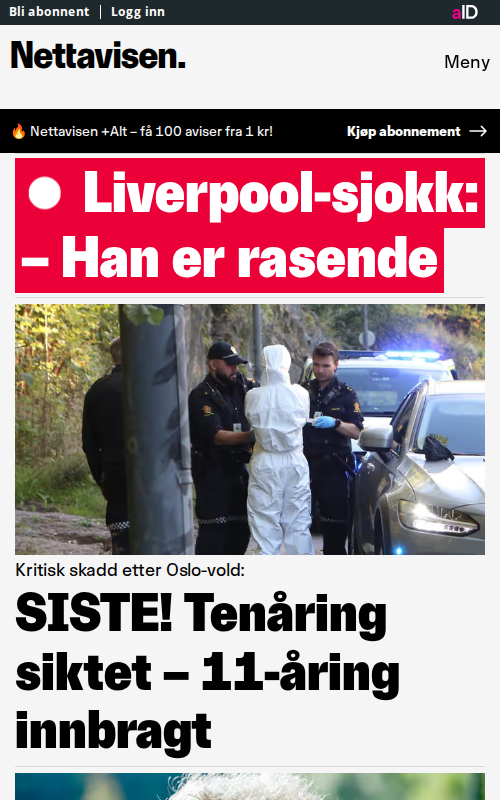 Bli abonnent | Logg inn
aID
Nettavisen.
Meny
🔥 Nettavisen +Alt – få 100 aviser fra 1 kr!
Kjøp abonnement →
Liverpool-sjokk:
– Han er rasende
Kritisk skadd etter Oslo-vold:
SISTE! Tenåring
siktet – 11-åring
innbragt